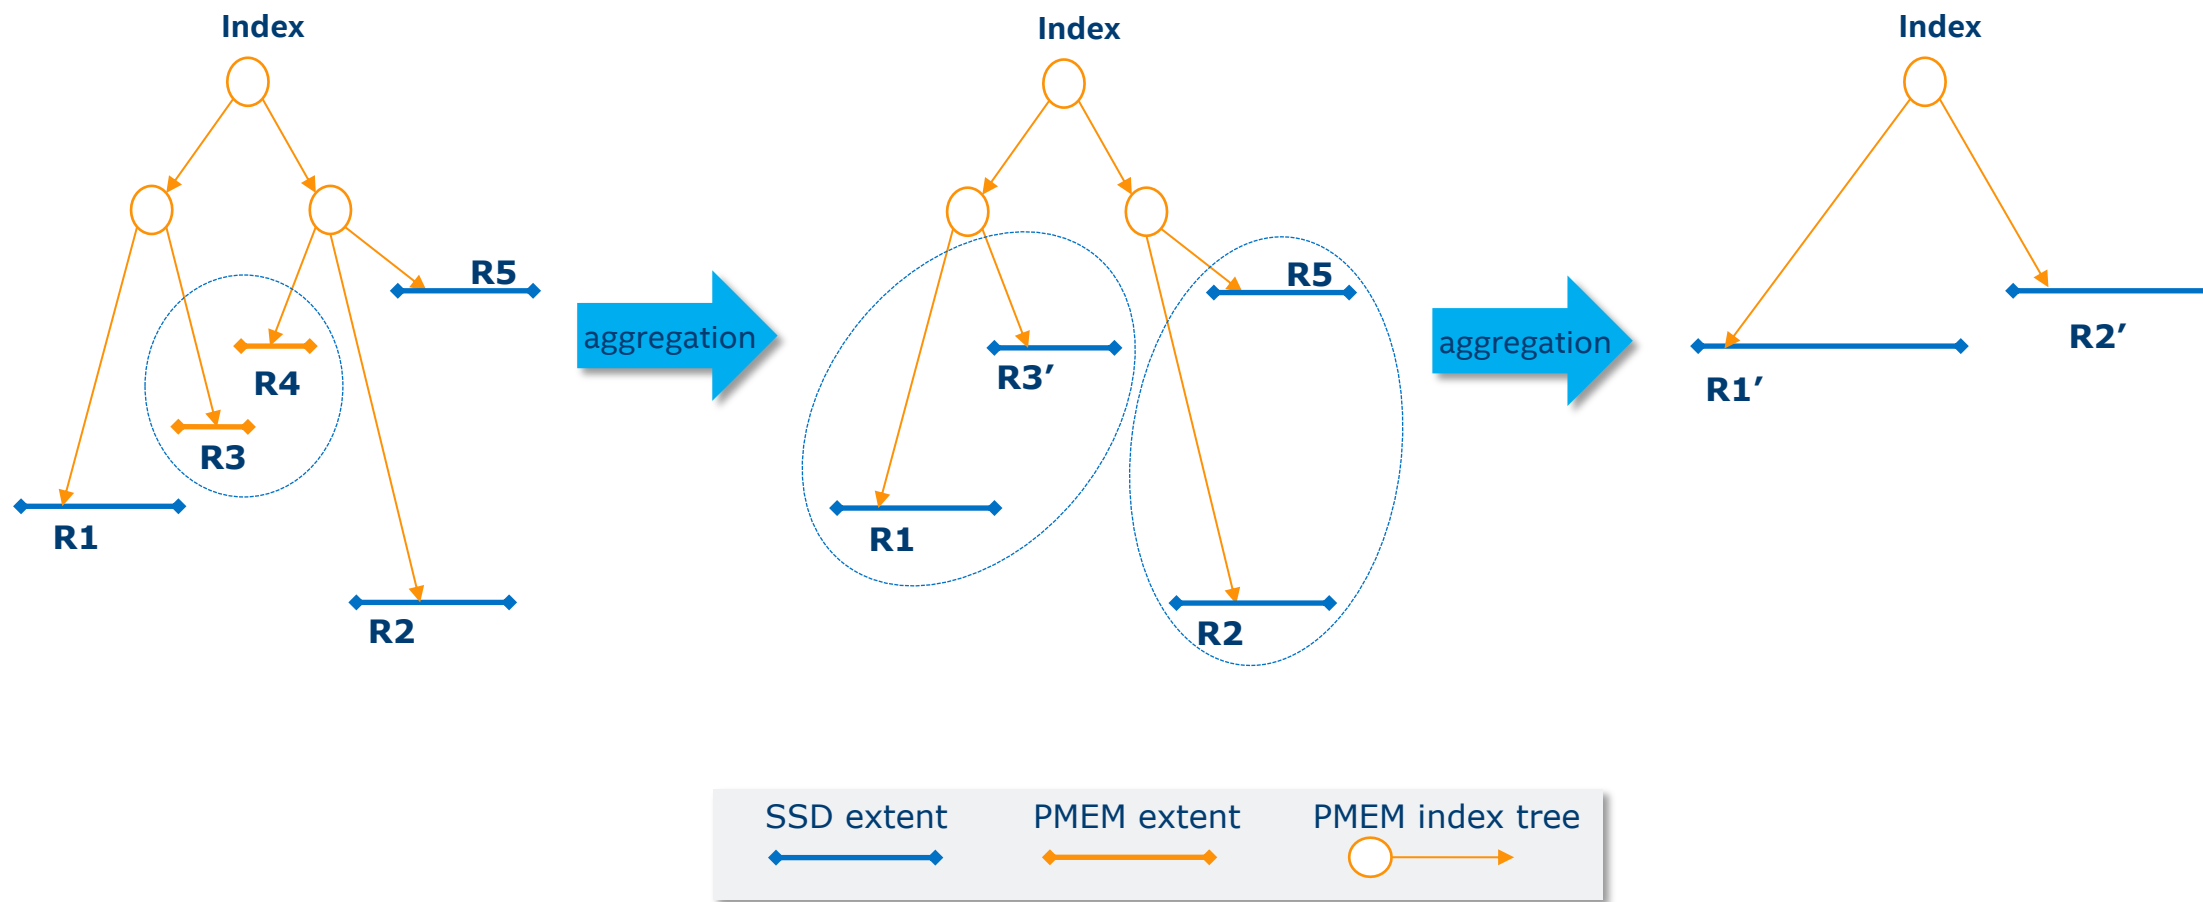 Index
Index
Index
R5
R5
aggregation
aggregation
R4
R3
R1
R2
R3′
R1
R2
R2′
R1′
SSD extent
PMEM extent
PMEM index tree